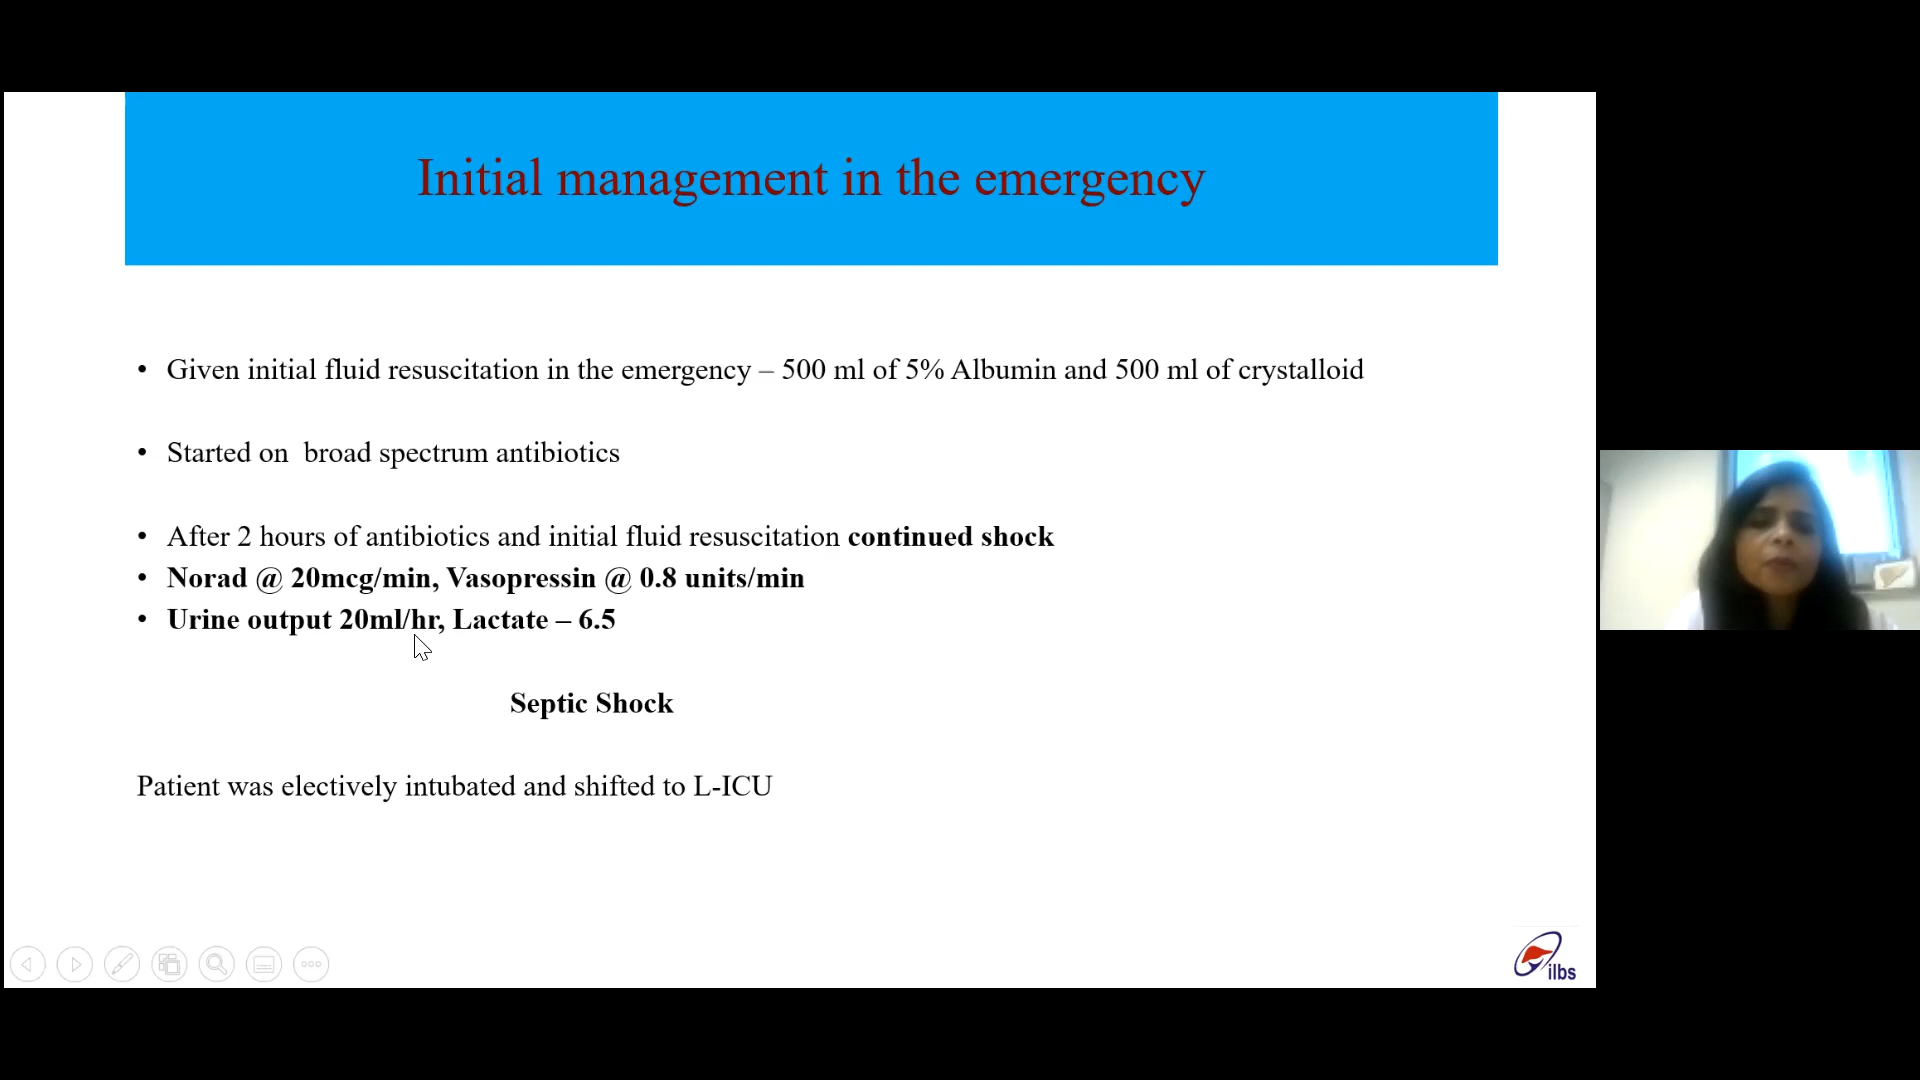 Initial management in the emergency
• Given initial fluid resuscitation in the emergency – 500 ml of 5% Albumin and 500 ml of crystalloid
• Started on  broad spectrum antibiotics
• After 2 hours of antibiotics and initial fluid resuscitation continued shock
• Norad @ 20mcg/min, Vasopressin @ 0.8 units/min
• Urine output 20ml/hr, Lactate – 6.5
Septic Shock
Patient was electively intubated and shifted to L-ICU
ilbs